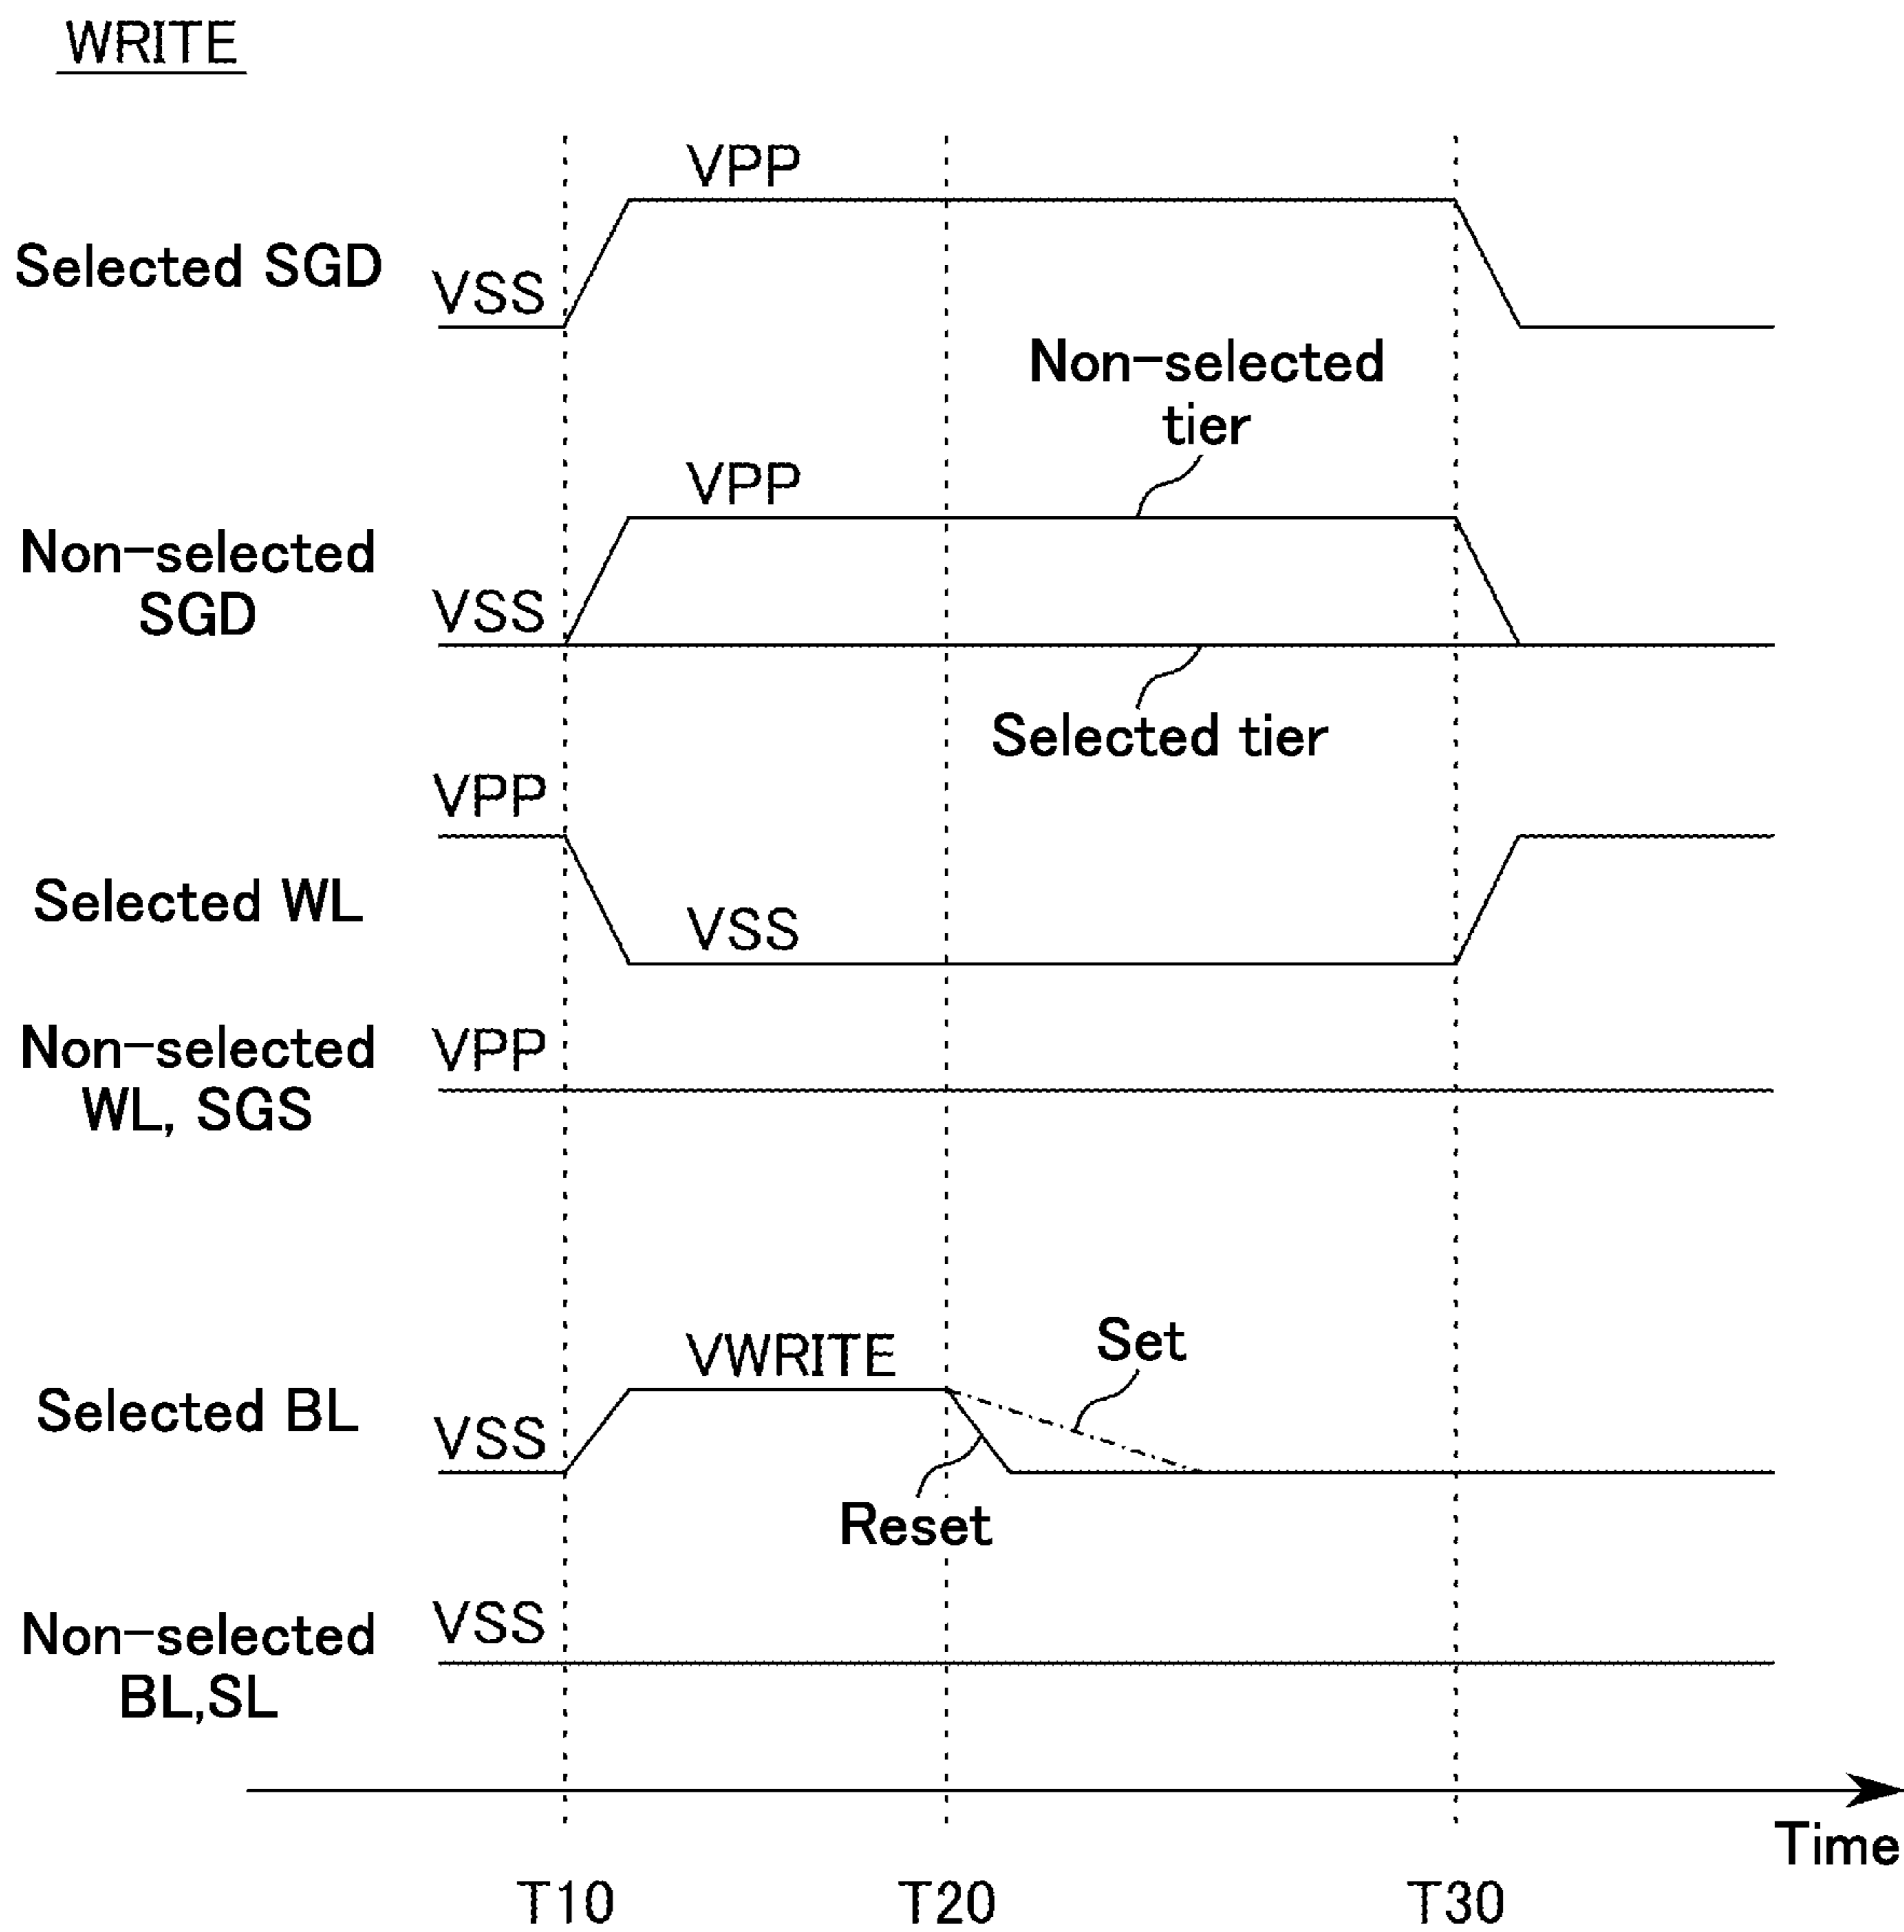 WRITE
VPP
Selected SGD
VSS
Non-selected
tier
VPP
Non-selected
SGD
VSS
Selected tier
VPP
Selected WL
VSS
Non-selected
WL, SGS
VPP
VWRITE
Set
Selected BL
VSS
Reset
Non-selected
BL,SL
VSS
Time
T10
T20
T30